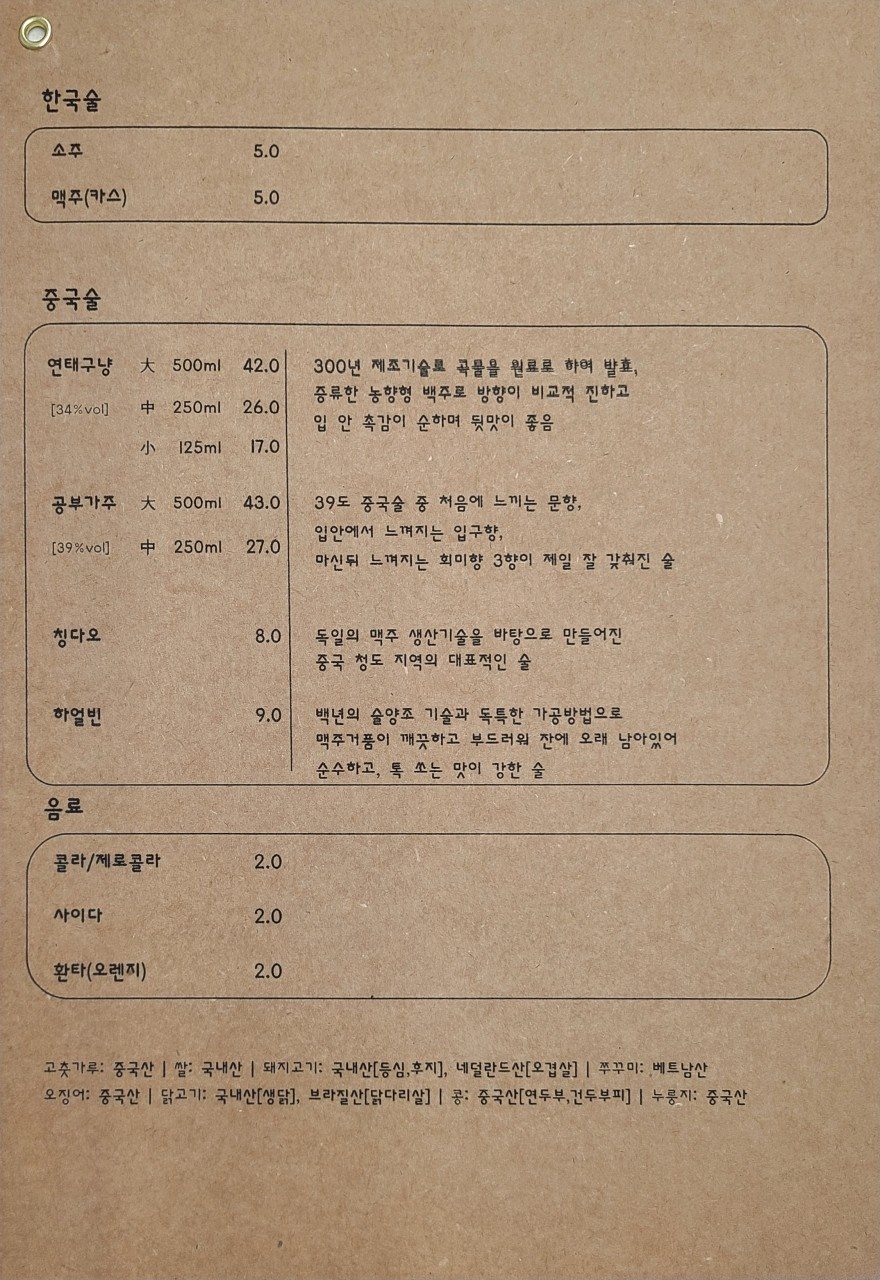 한국술
소주 5.0
맥주(카스) 5.0
중국술
연태구냥 大 500ml 42.0 300년 제조기술로 곡물을 원료로 하여 발효,
증류한 농향형 백주로 방향이 비교적 진하고
[34%vol] 中 250ml 26.0
입 안 촉감이 순하며 뒷맛이 좋음
小 125ml 17.0
공부가주 大 500ml 43.0 39도 중국술 중 처음에 느끼는 문향,
입안에서 느껴지는 입구향,
[39%vol] 中 250ml 27.0
마신뒤 느껴지는 회미향 3향이 제일 잘 갖춰진 술
칭다오 8.0 독일의 맥주 생산기술을 바탕으로 만들어진
중국 청도 지역의 대표적인 술
하얼빈 9.0 백년의 술양조 기술과 독특한 가공방법으로
맥주거품이 깨끗하고 부드러워 잔에 오래 남아있어
순수하고, 톡 쏘는 맛이 강한 술
음료
콜라/제로콜라 2.0
사이다 2.0
환타(오렌지) 2.0
고춧가루: 중국산 | 쌀: 국내산 | 돼지고기: 국내산[등심,후지], 네덜란드산[오겹살] | 쭈꾸미: 베트남산
오징어: 중국산 | 닭고기: 국내산[생닭], 브라질산[닭다리살] | 콩: 중국산[연두부,건두부피] | 누룽지: 중국산